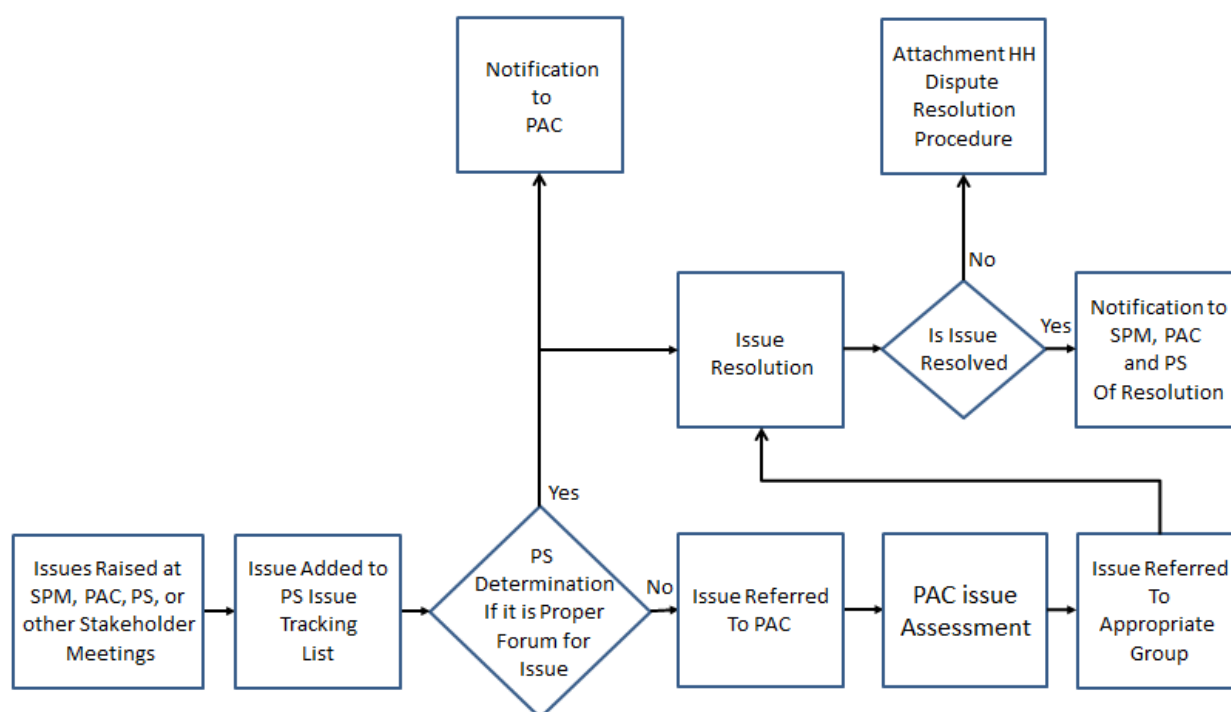 Notification
to
PAC
Attachment HH
Dispute
Resolution
Procedure
No
Issue
Resolution
Is Issue
Resolved
Yes
Notification to
SPM, PAC
and PS
Of Resolution
Yes
Issues Raised at
SPM, PAC, PS, or
other Stakeholder
Meetings
Issue Added to
PS Issue
Tracking
List
PS
Determination
If it is Proper
Forum for
Issue
No
Issue Referred
To PAC
PAC issue
Assessment
Issue Referred
To
Appropriate
Group